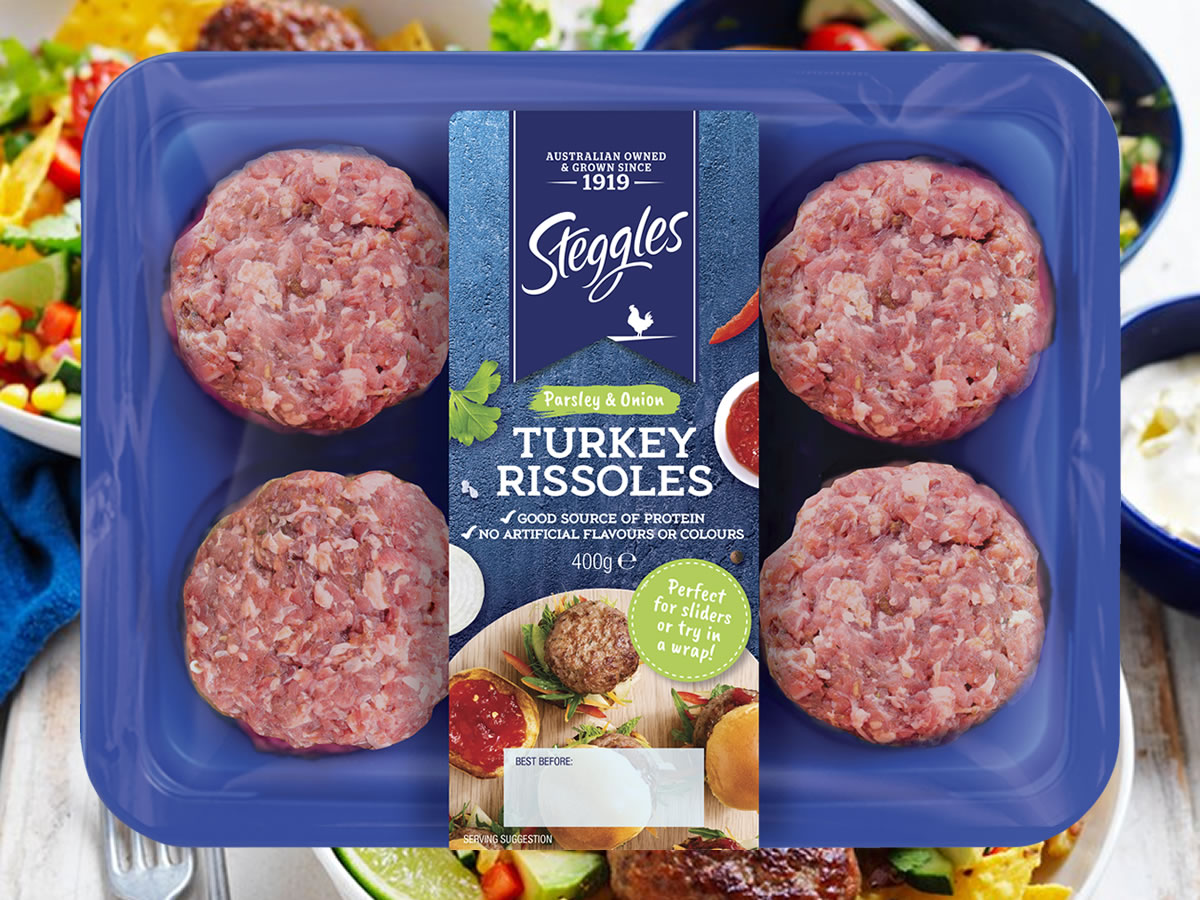 AUSTRALIAN OWNED
& GROWN SINCE
1919
Steggles
Parsley & Onion
TURKEY
RISSOLES
✓ GOOD SOURCE OF PROTEIN
✓ NO ARTIFICIAL FLAVOURS OR COLOURS
400g ℮
Perfect
for sliders
or try in
a wrap!
BEST BEFORE:
SERVING SUGGESTION